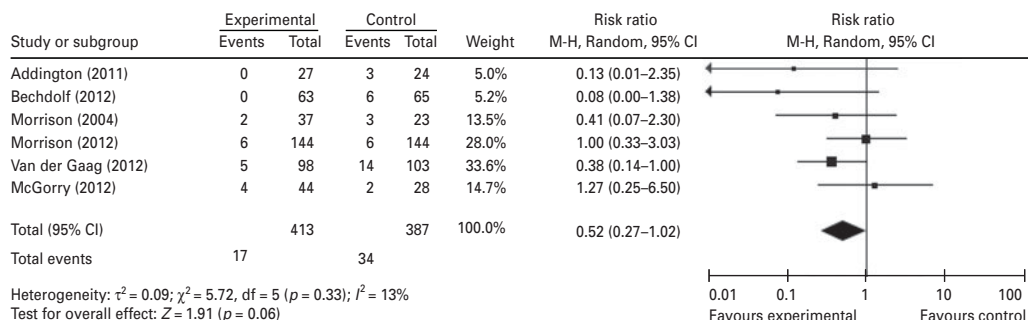 Experimental Control Risk ratio Risk ratio
Study or subgroup Events Total Events Total Weight M-H, Random, 95% CI M-H, Random, 95% CI
Addington (2011) 0 27 3 24 5.0% 0.13 (0.01–2.35)
Bechdolf (2012) 0 63 6 65 5.2% 0.08 (0.00–1.38)
Morrison (2004) 2 37 3 23 13.5% 0.41 (0.07–2.30)
Morrison (2012) 6 144 6 144 28.0% 1.00 (0.33–3.03)
Van der Gaag (2012) 5 98 14 103 33.6% 0.38 (0.14–1.00)
McGorry (2012) 4 44 2 28 14.7% 1.27 (0.25–6.50)
Total (95% CI) 413 387 100.0% 0.52 (0.27–1.02)
Total events 17 34
Heterogeneity: τ² = 0.09; χ² = 5.72, df = 5 (p = 0.33); I² = 13%
Test for overall effect: Z = 1.91 (p = 0.06)
0.01 0.1 1 10 100
Favours experimental Favours control